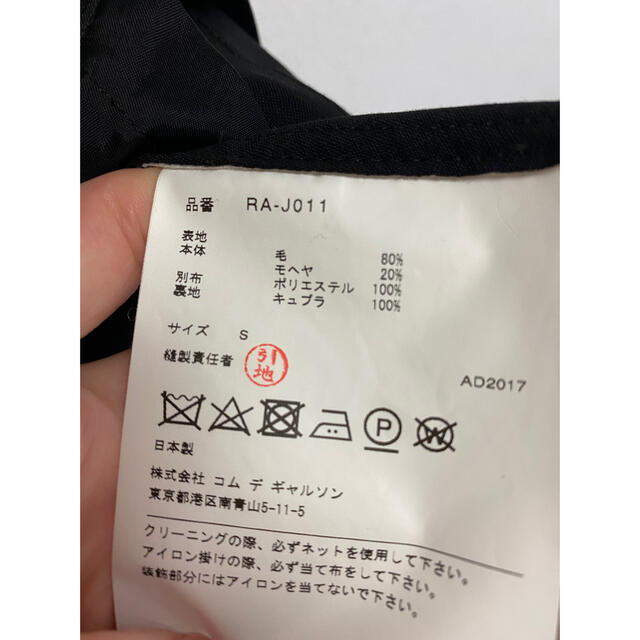 品番 RA-J011
表地
本体 毛 80%
モヘヤ 20%
別布 ポリエステル 100%
裏地 キュプラ 100%
サイズ S
縫製責任者 引地
AD2017
P W
日本製
株式会社 コム デ ギャルソン
東京都港区南青山5-11-5
クリーニングの際、必ずネットを使用して下さい。
アイロン掛けの際、必ず当て布をして下さい。
装飾部分にはアイロンを当てないで下さい。